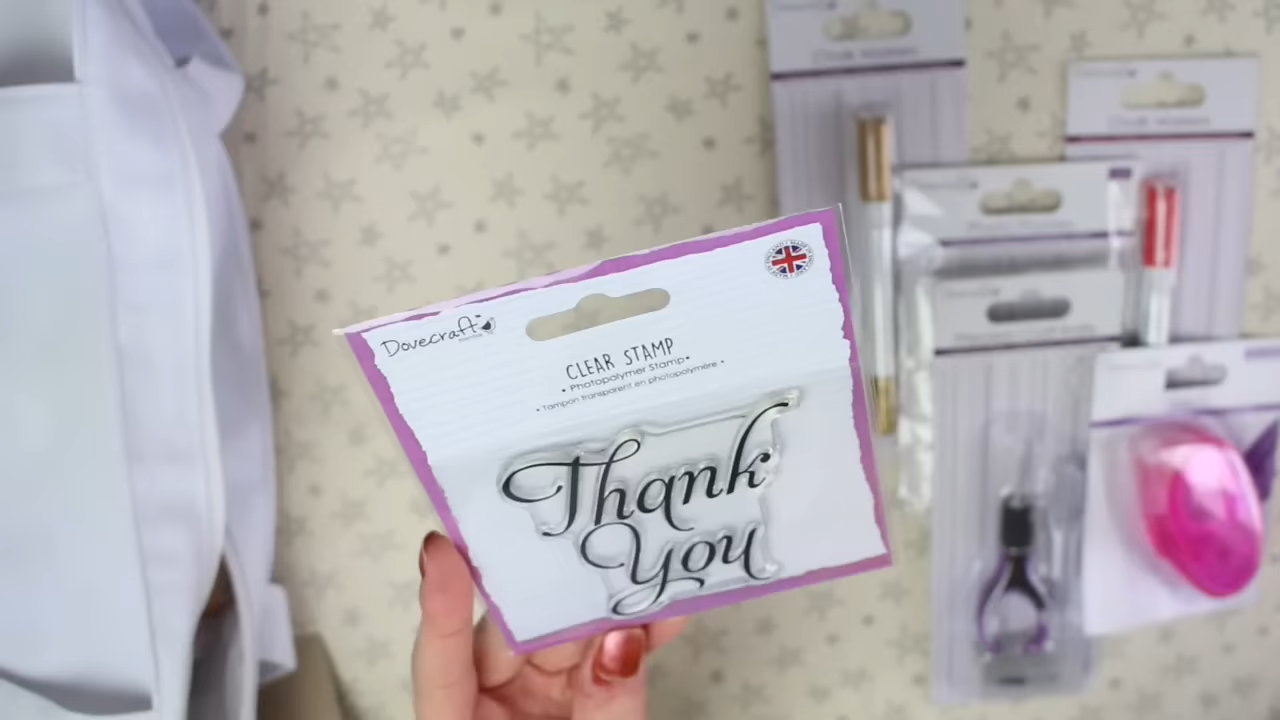 Dovecraft
CLEAR STAMP
• Photopolymer Stamp •
• Tampon transparent en photopolymère •
Thank
You